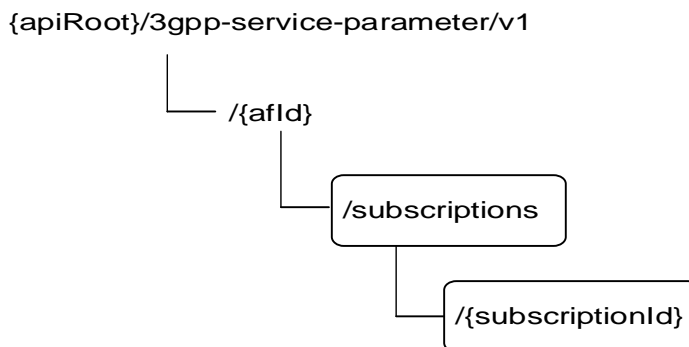 {apiRoot}/3gpp-service-parameter/v1
/{afId}
/subscriptions
/{subscriptionId}